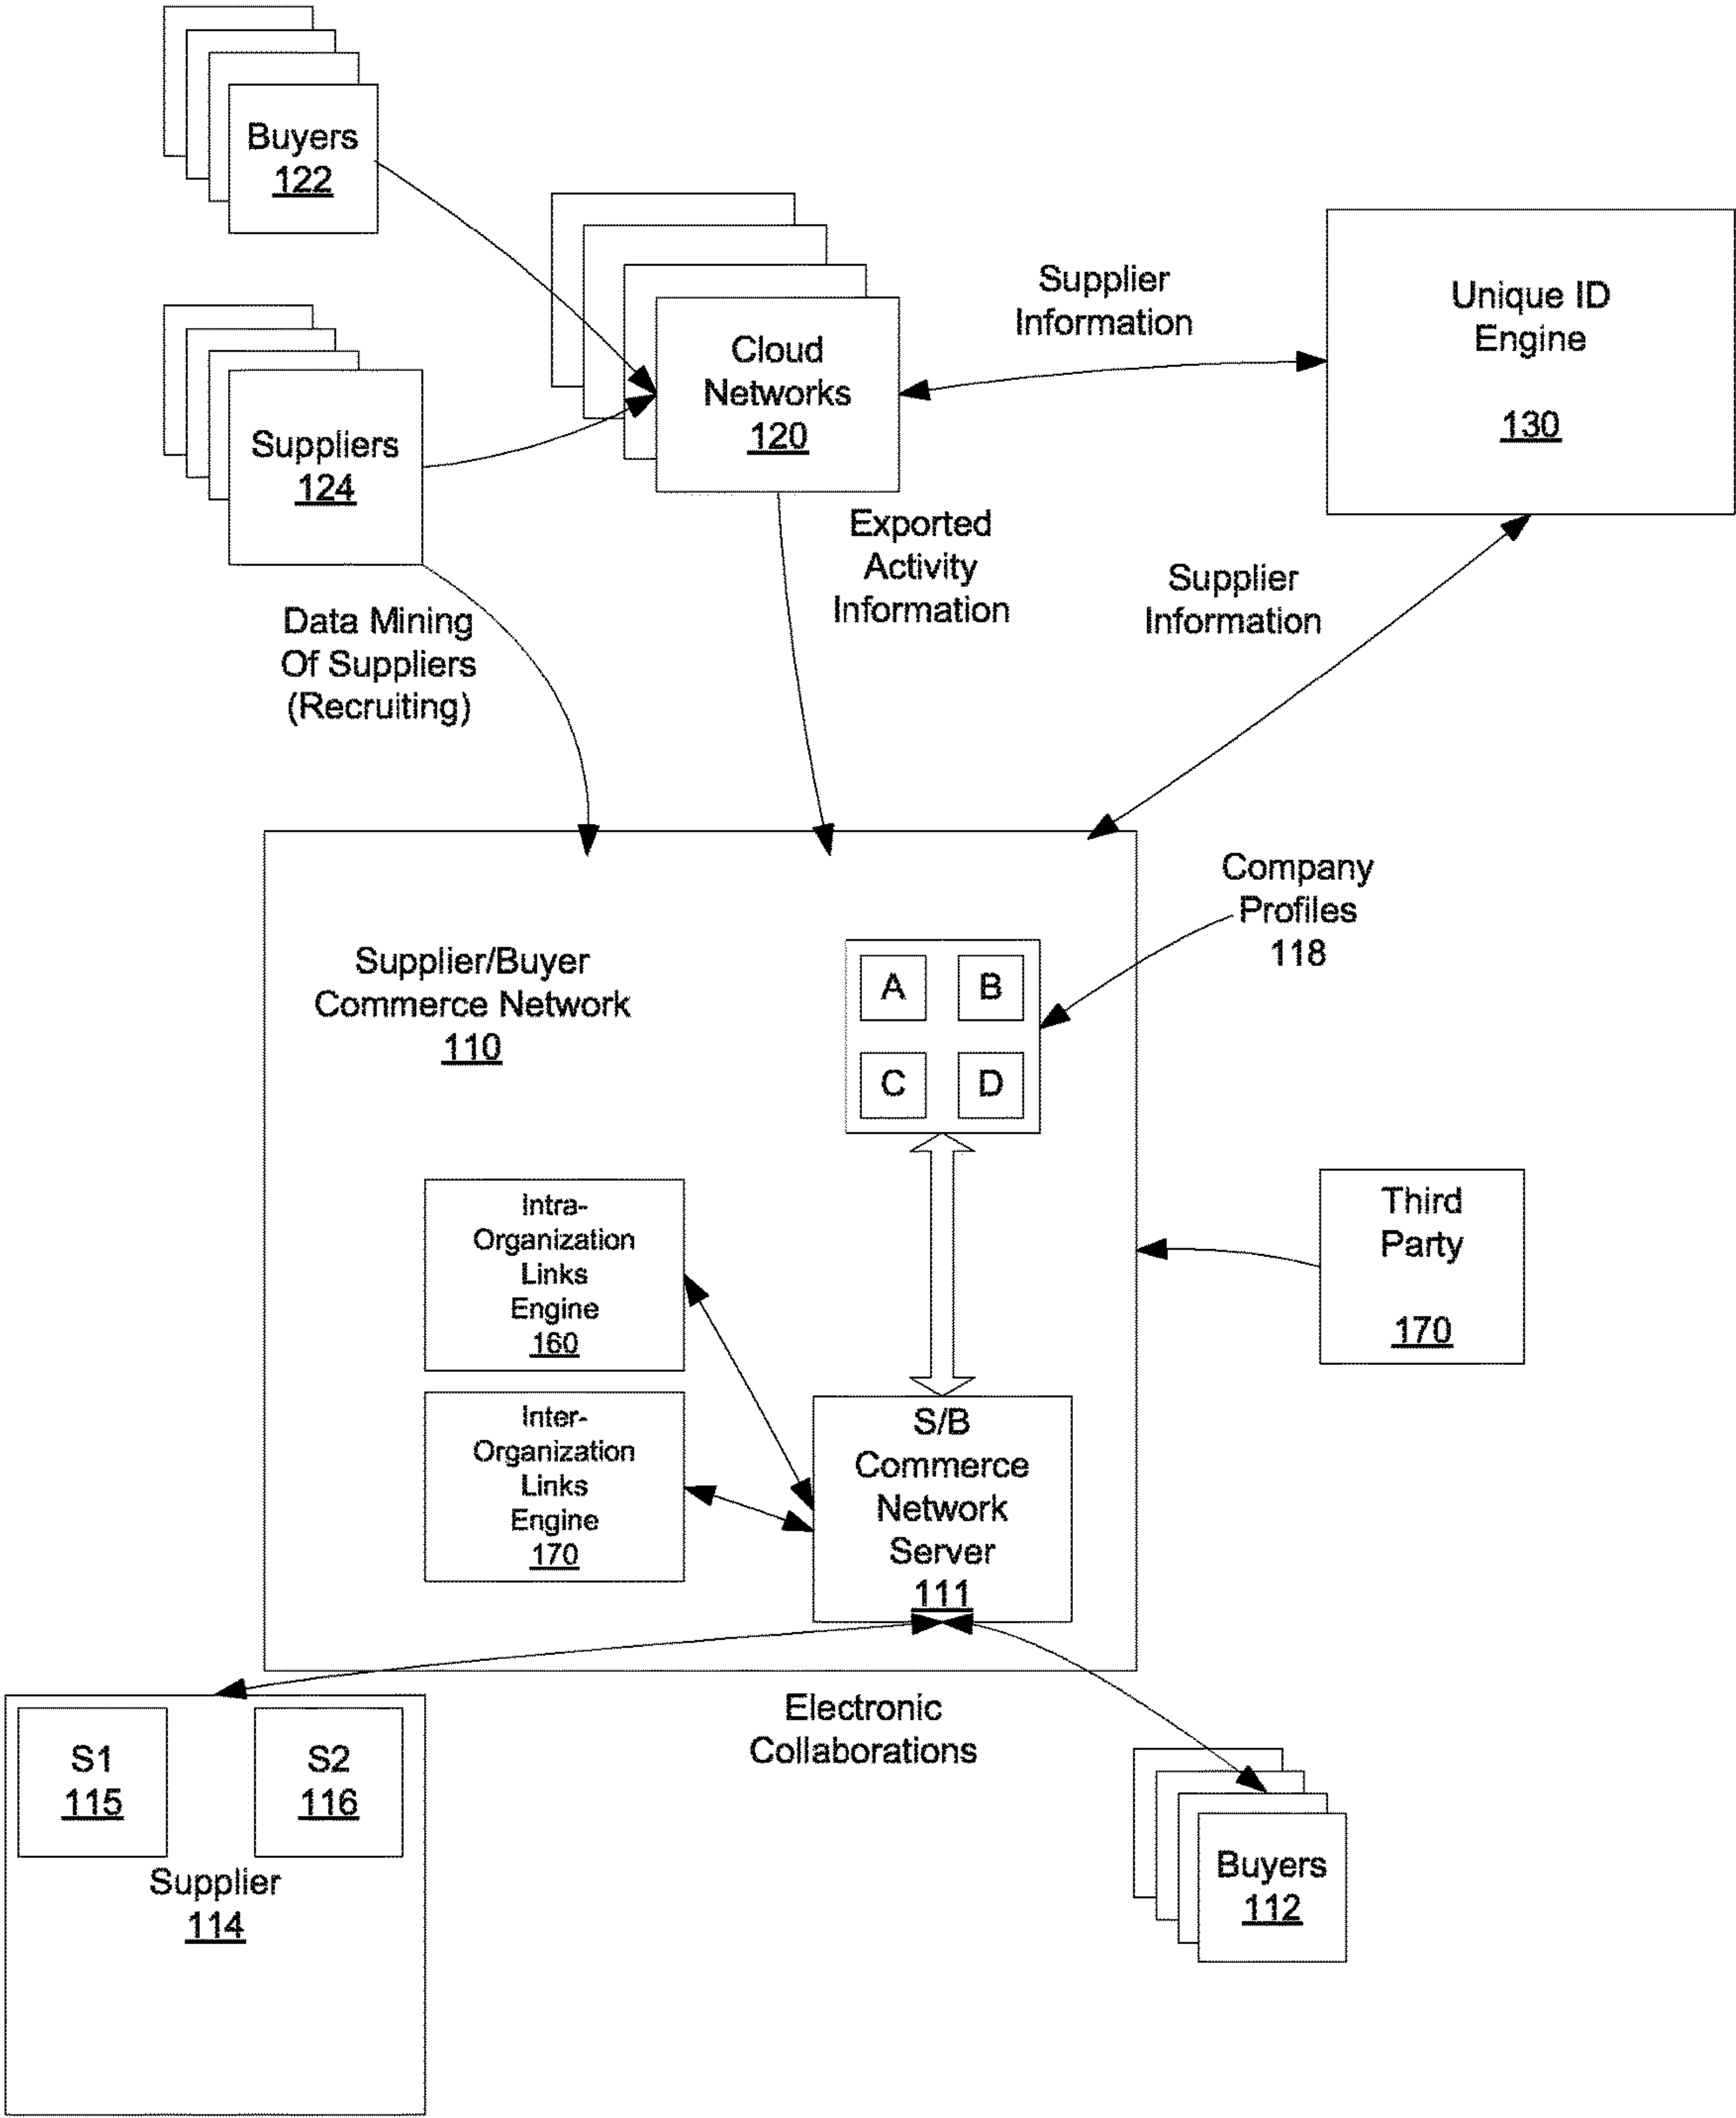 Buyers
122
Suppliers
124
Cloud
Networks
120
Supplier
Information
Unique ID
Engine
130
Exported
Activity
Information
Supplier
Information
Data Mining
Of Suppliers
(Recruiting)
Supplier/Buyer
Commerce Network
110
Company
Profiles
118
A
B
C
D
Intra-
Organization
Links
Engine
160
Third
Party
170
Inter-
Organization
Links
Engine
170
S/B
Commerce
Network
Server
111
Electronic
Collaborations
S1
115
S2
116
Supplier
114
Buyers
112